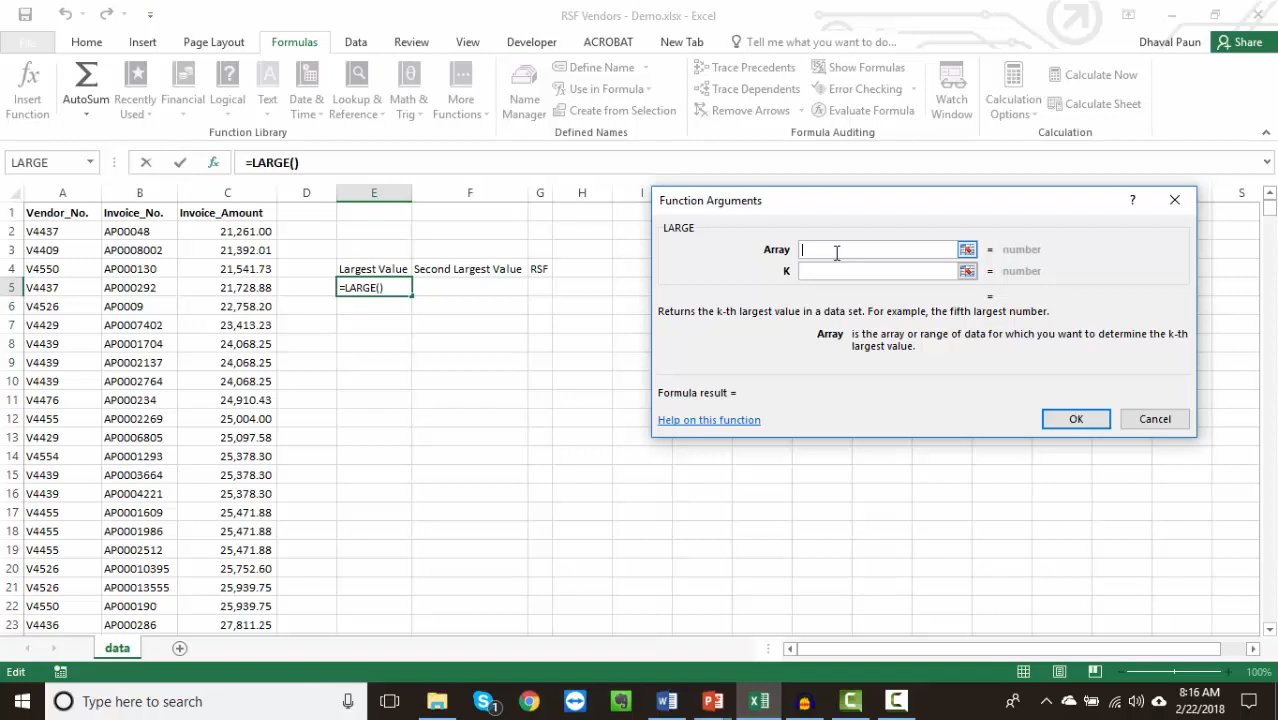 RSF Vendors - Demo.xlsx - Excel
File Home Insert Page Layout Formulas Data Review View Developer ACROBAT New Tab Tell me what you want to do... Dhaval Paun Share
Insert Function
AutoSum
Recently Used
Financial
Logical
Text
Date & Time
Lookup & Reference
Math & Trig
More Functions
Function Library
Name Manager
Define Name
Use in Formula
Create from Selection
Defined Names
Trace Precedents
Trace Dependents
Remove Arrows
Show Formulas
Error Checking
Evaluate Formula
Formula Auditing
Watch Window
Calculation Options
Calculate Now
Calculate Sheet
Calculation
LARGE fx =LARGE()
A B C D E F G H I S
1 Vendor_No. Invoice_No. Invoice_Amount
2 V4437 AP00048 21,261.00
3 V4409 AP0008002 21,392.01
4 V4550 AP000130 21,541.73 Largest Value Second Largest Value RSF
5 V4437 AP000292 21,728.88 =LARGE()
6 V4526 AP0009 22,758.20
7 V4429 AP0007402 23,413.23
8 V4439 AP0001704 24,068.25
9 V4439 AP0002137 24,068.25
10 V4439 AP0002764 24,068.25
11 V4476 AP000234 24,910.43
12 V4455 AP0002269 25,004.00
13 V4429 AP0006805 25,097.58
14 V4554 AP0001293 25,378.30
15 V4439 AP0003664 25,378.30
16 V4439 AP0004221 25,378.30
17 V4455 AP0001609 25,471.88
18 V4455 AP0001986 25,471.88
19 V4455 AP0002512 25,471.88
20 V4526 AP00010395 25,752.60
21 V4526 AP00013555 25,939.75
22 V4550 AP000190 25,939.75
23 V4436 AP000286 27,811.25
Function Arguments ?
LARGE
Array = number
K = number
=
Returns the k-th largest value in a data set. For example, the fifth largest number.
Array is the array or range of data for which you want to determine the k-th
largest value.
Formula result =
Help on this function OK Cancel
data
Edit 100%
Type here to search 1 8:16 AM
2/22/2018